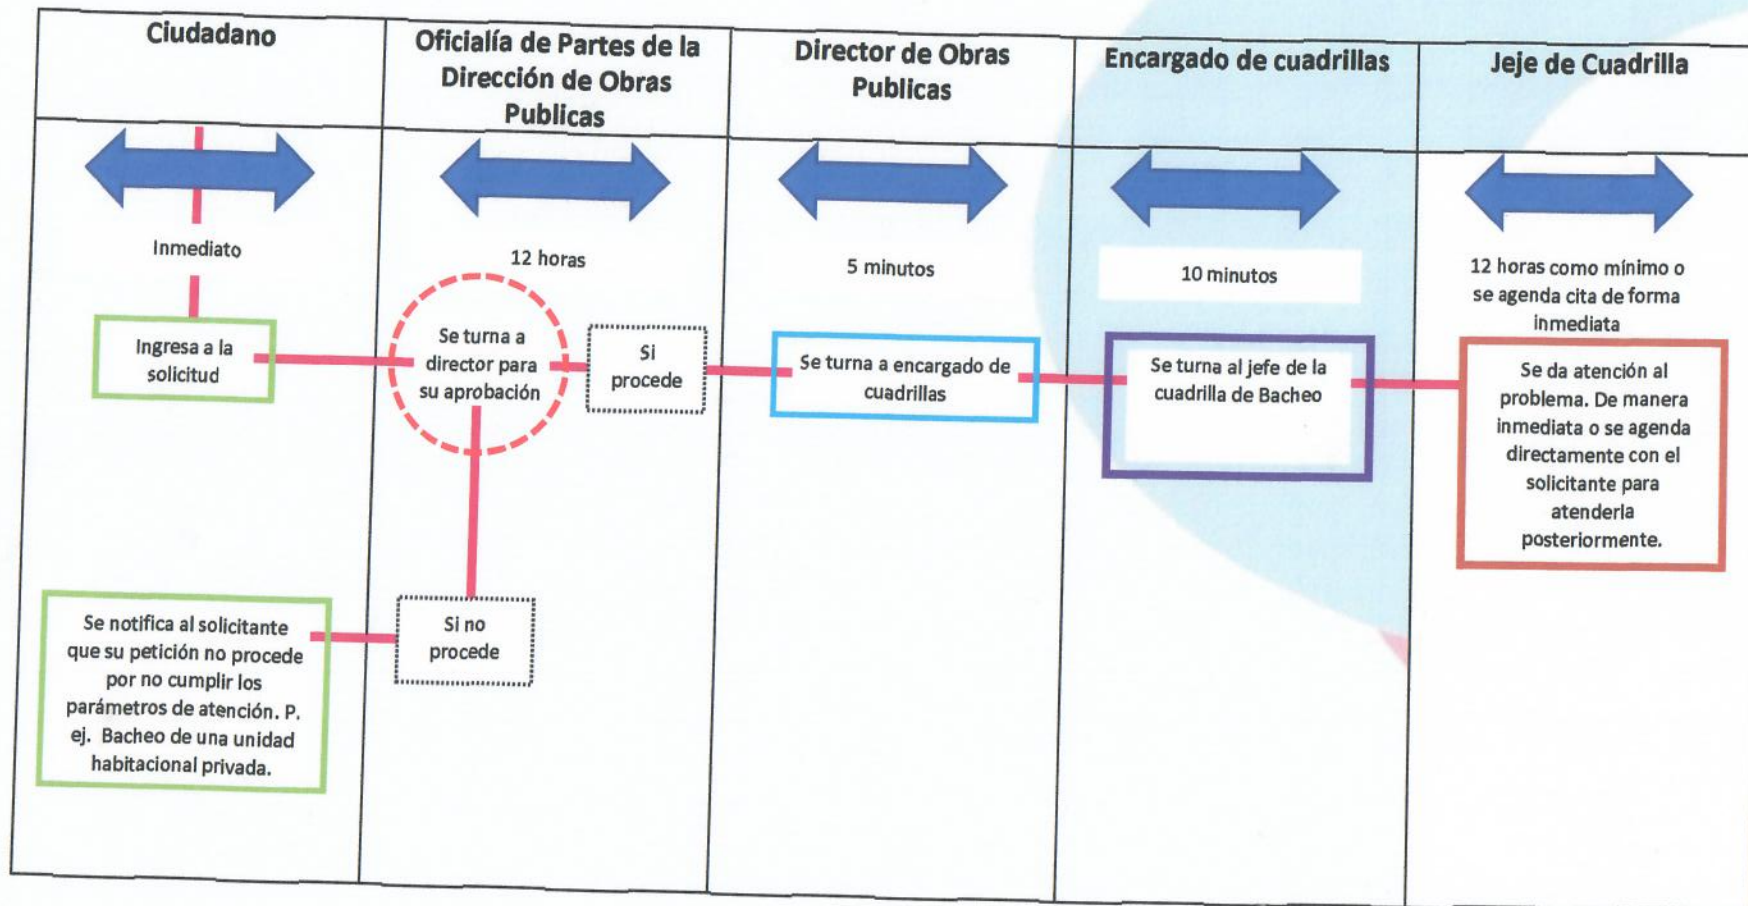 Ciudadano
Oficialía de Partes de la
Dirección de Obras
Publicas
Director de Obras
Publicas
Encargado de cuadrillas
Jeje de Cuadrilla
Inmediato
12 horas
5 minutos
10 minutos
12 horas como mínimo o
se agenda cita de forma
inmediata
Ingresa a la
solicitud
Se turna a
director para
su aprobación
Si
procede
Se turna a encargado de
cuadrillas
Se turna al jefe de la
cuadrilla de Bacheo
Se da atención al
problema. De manera
inmediata o se agenda
directamente con el
solicitante para
atenderla
posteriormente.
Se notifica al solicitante
que su petición no procede
por no cumplir los
parámetros de atención. P.
ej. Bacheo de una unidad
habitacional privada.
Si no
procede